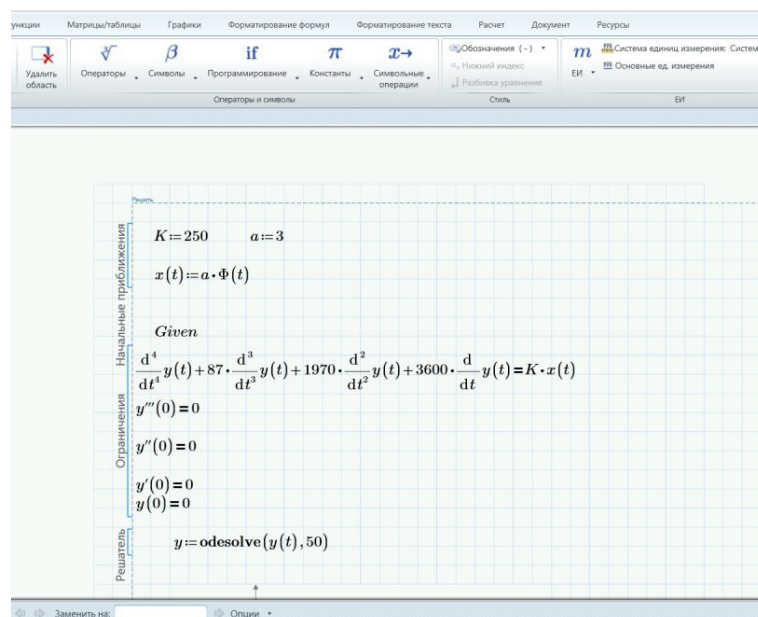 ункции Матрицы/таблицы Графики Форматирование формул Форматирование текста Расчет Документ Ресурсы
Удалить область
Операторы Символы Программирование Константы Символьные операции
if
β
π
x→
Обозначения ( - )
Нижний индекс
Разбивка уравнения
m
ЕИ
Система единиц измерения: Систем
Основные ед. измерения
Операторы и символы Стиль ЕИ
Решить
Начальные приближения
K:=250 a:=3
x(t):=a·Φ(t)
Given
Ограничения
d⁴/dt⁴ y(t)+87·d³/dt³ y(t)+1970·d²/dt² y(t)+3600·d/dt y(t)=K·x(t)
y′′′(0)=0
y′′(0)=0
y′(0)=0
y(0)=0
Решатель
y:=odesolve(y(t),50)
Заменить на: Опции